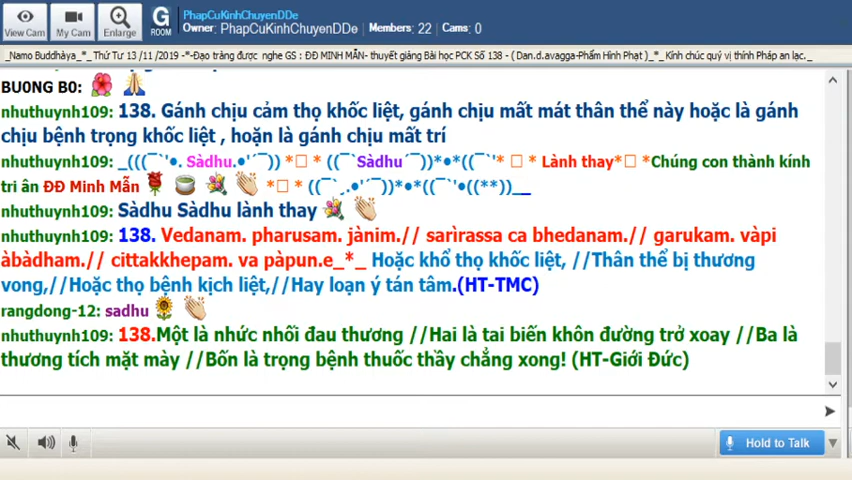 PhapCuKinhChuyenDDe
Owner: PhapCuKinhChuyenDDe Members: 22 Cams: 0
View Cam My Cam Enlarge G ROOM
_Namo Buddhàya_*_ Thứ Tư 13 /11 /2019 -*-Đạo tràng được nghe GS : ĐĐ MINH MẪN- thuyết giảng Bài học PCK Số 138 - ( Dan.d.avagga-Phẩm Hình Phạt )_*_ Kính chúc quý vị thính Pháp an lạc._
BU0NG B0:
nhuthuynh109: 138. Gánh chịu cảm thọ khốc liệt, gánh chịu mất mát thân thể này hoặc là gánh
chịu bệnh trọng khốc liệt , hoặn là gánh chịu mất trí
nhuthuynh109: _(((¯`'•. Sàdhu.•'´¯)) *□ * ((¯`Sàdhu´¯))*•*((¯`'* □ * Lành thay*□ *Chúng con thành kính
tri ân ĐĐ Minh Mẫn *□ * ((¯`.•'´¯))*•*((¯`'•((**))__
nhuthuynh109: Sàdhu Sàdhu lành thay
nhuthuynh109: 138. Vedanam. pharusam. jànim.// sarìrassa ca bhedanam.// garukam. vàpi
àbàdham.// cittakkhepam. va pàpun.e_*_ Hoặc khổ thọ khốc liệt, //Thân thể bị thương
vong,//Hoặc thọ bệnh kịch liệt,//Hay loạn ý tán tâm.(HT-TMC)
rangdong-12: sadhu
nhuthuynh109: 138.Một là nhức nhối đau thương //Hai là tai biến khôn đường trở xoay //Ba là
thương tích mặt mày //Bốn là trọng bệnh thuốc thầy chẳng xong! (HT-Giới Đức)
Hold to Talk